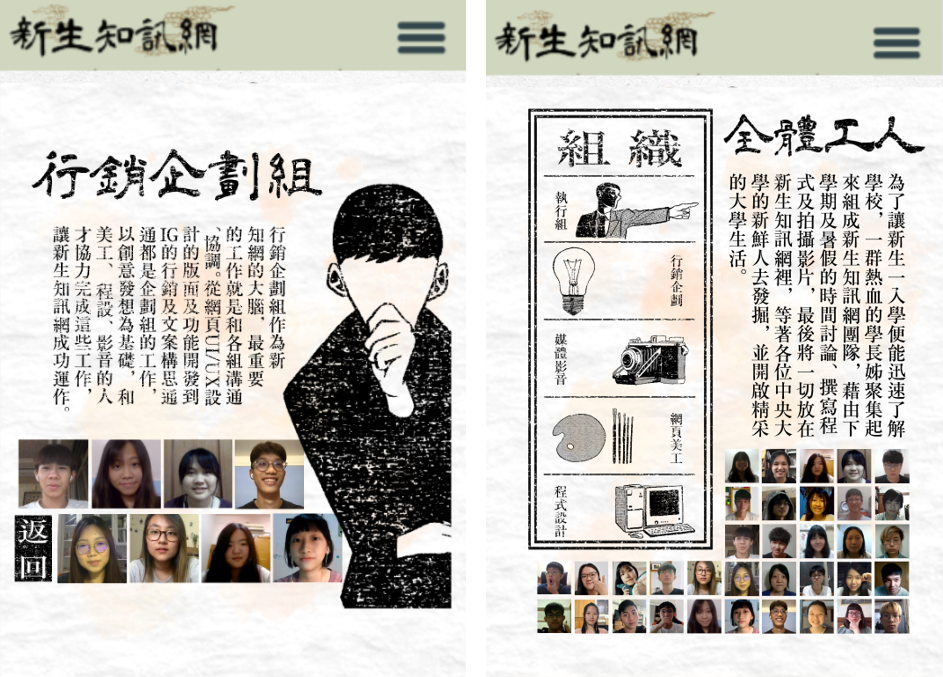 新生知訊網
行銷企劃組
行銷企劃組作為新
知網的大腦，最重要
的工作就是和各組溝通
、協調。從網頁UI/UX設
計的版面及功能開發到
IG的行銷及文案構思通
通都是企劃組的工作，
以創意發想為基礎，和
美工、程設、影音的人
才協力完成這些工作，
讓新生知訊網成功運作。
返回
新生知訊網
全體工人
為了讓新生一入學便能迅速了解
學校，一群熱血的學長姊聚集起
來組成新生知訊網團隊，藉由下
學期及暑假的時間討論、撰寫程
式及拍攝影片，最後將一切放在
新生知訊網裡，等著各位中央大
學的新鮮人去發掘，並開啟精采
的大學生活。
組織
執行組
行銷企劃
媒體影音
網頁美工
程式設計